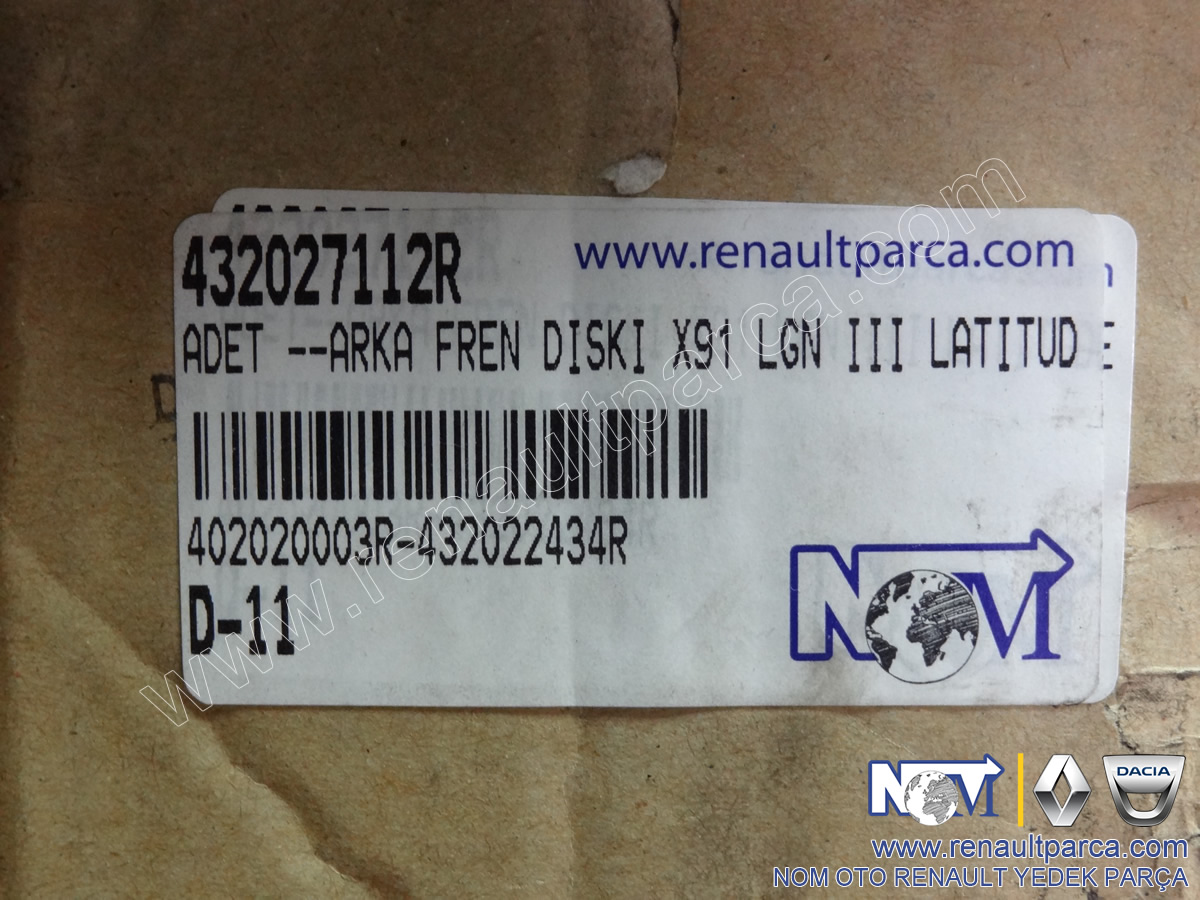 432027112R
www.renaultparca.com
ADET --ARKA FREN DISKI X91 LGN III LATITUD E
402020003R-432022434R
D-11
NOM
www.renaultparca.com
NOM
DACIA
www.renaultparca.com
NOM OTO RENAULT YEDEK PARÇA